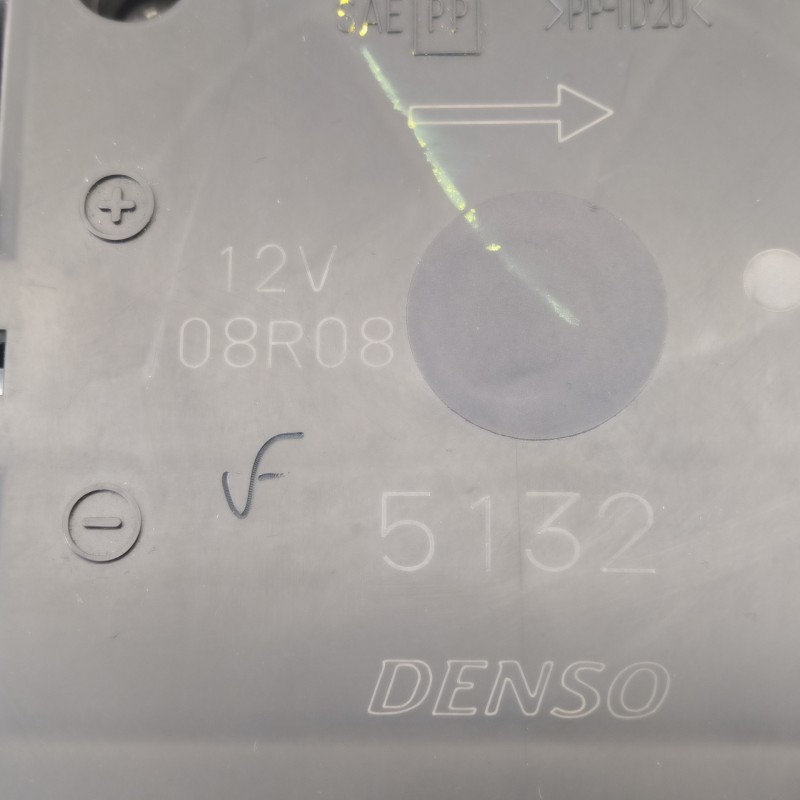 SAE PP >PP-TD20<
12V
08R08
5132
DENSO